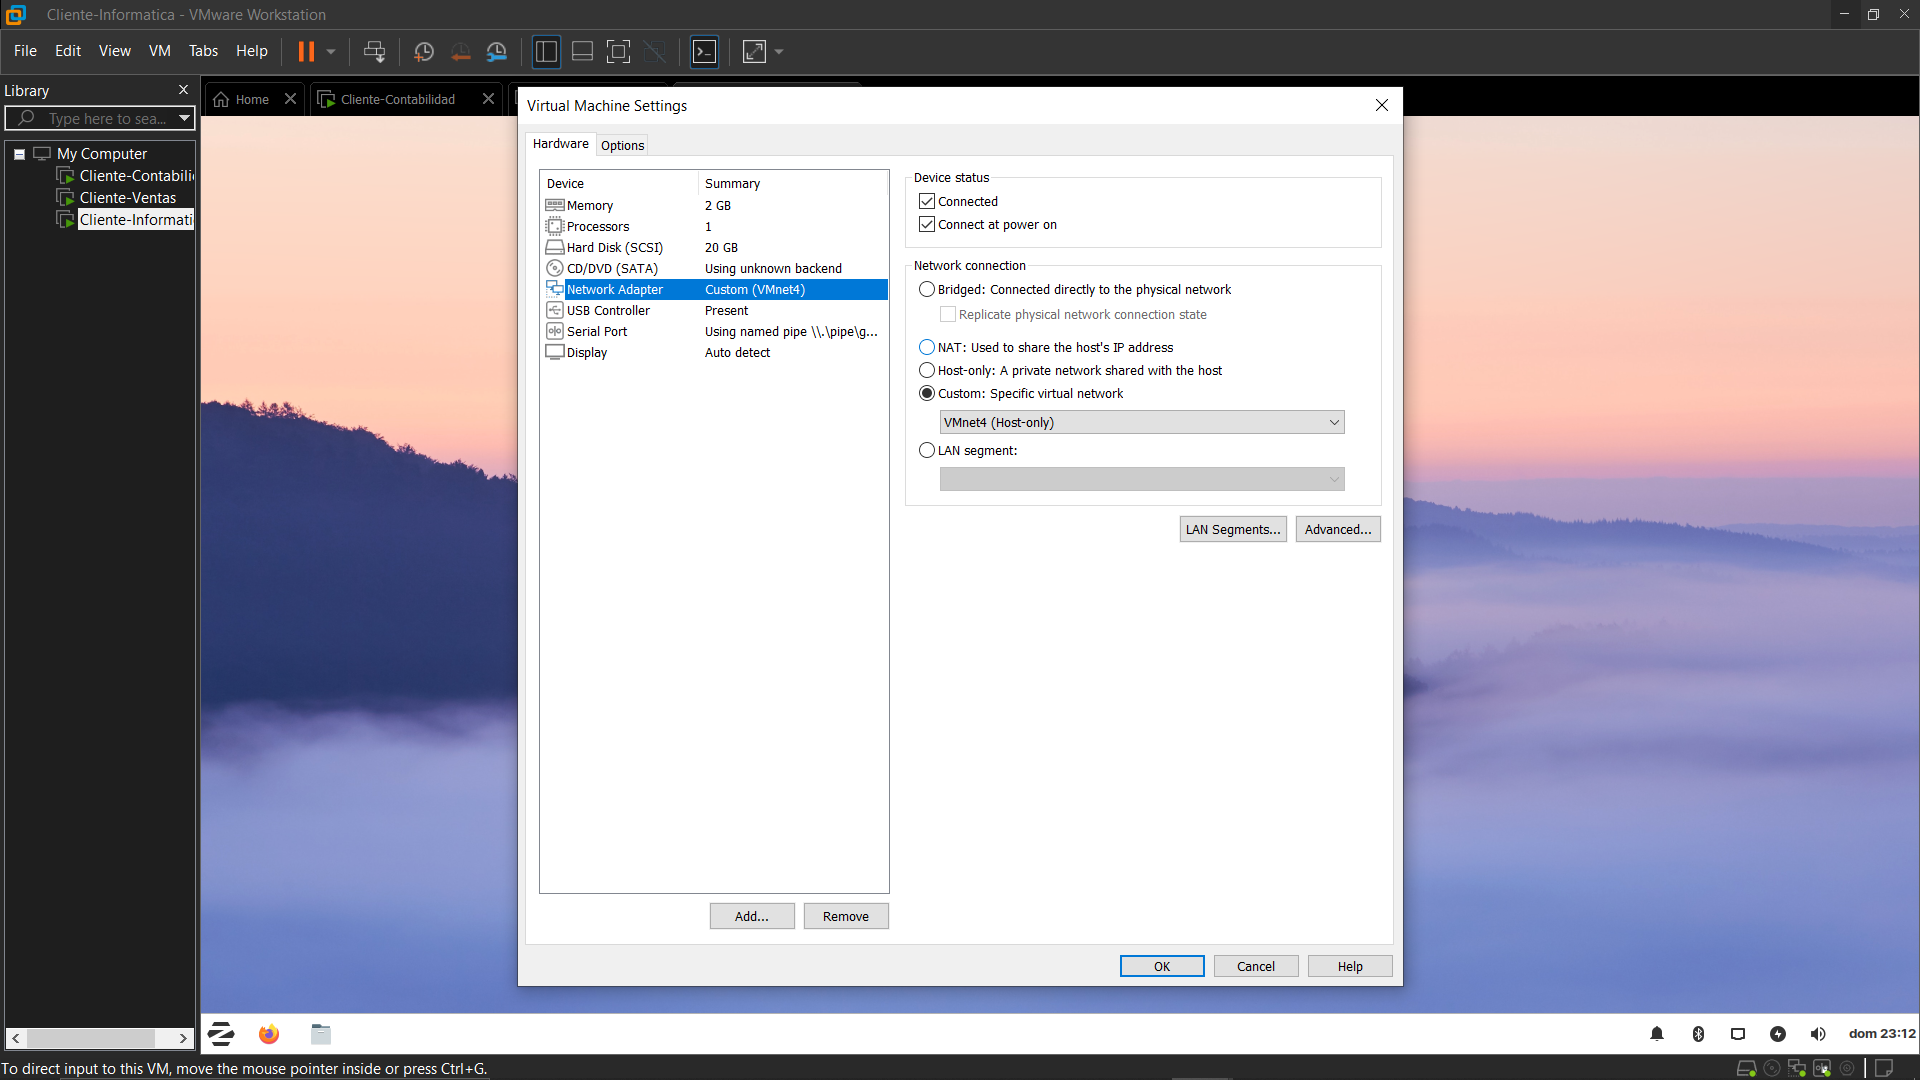 Cliente-Informatica - VMware Workstation
File Edit View VM Tabs Help
Library
Type here to sea...
My Computer
Cliente-Contabili
Cliente-Ventas
Cliente-Informati
Home
Cliente-Contabilidad
Virtual Machine Settings
Hardware
Options
Device Summary
Memory 2 GB
Processors 1
Hard Disk (SCSI) 20 GB
CD/DVD (SATA) Using unknown backend
Network Adapter Custom (VMnet4)
USB Controller Present
Serial Port Using named pipe \\.\pipe\g...
Display Auto detect
Add...
Remove
Device status
Connected
Connect at power on
Network connection
Bridged: Connected directly to the physical network
Replicate physical network connection state
NAT: Used to share the host's IP address
Host-only: A private network shared with the host
Custom: Specific virtual network
VMnet4 (Host-only)
LAN segment:
LAN Segments...
Advanced...
OK
Cancel
Help
dom 23:12
To direct input to this VM, move the mouse pointer inside or press Ctrl+G.